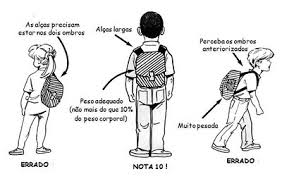 As alças precisam
estar nos dois ombros
ERRADO
Alças largas
Peso adequado
(não mais do que 10%
do peso corporal)
NOTA 10 !
Perceba os ombros
anteriorizados
Muito pesada
ERRADO